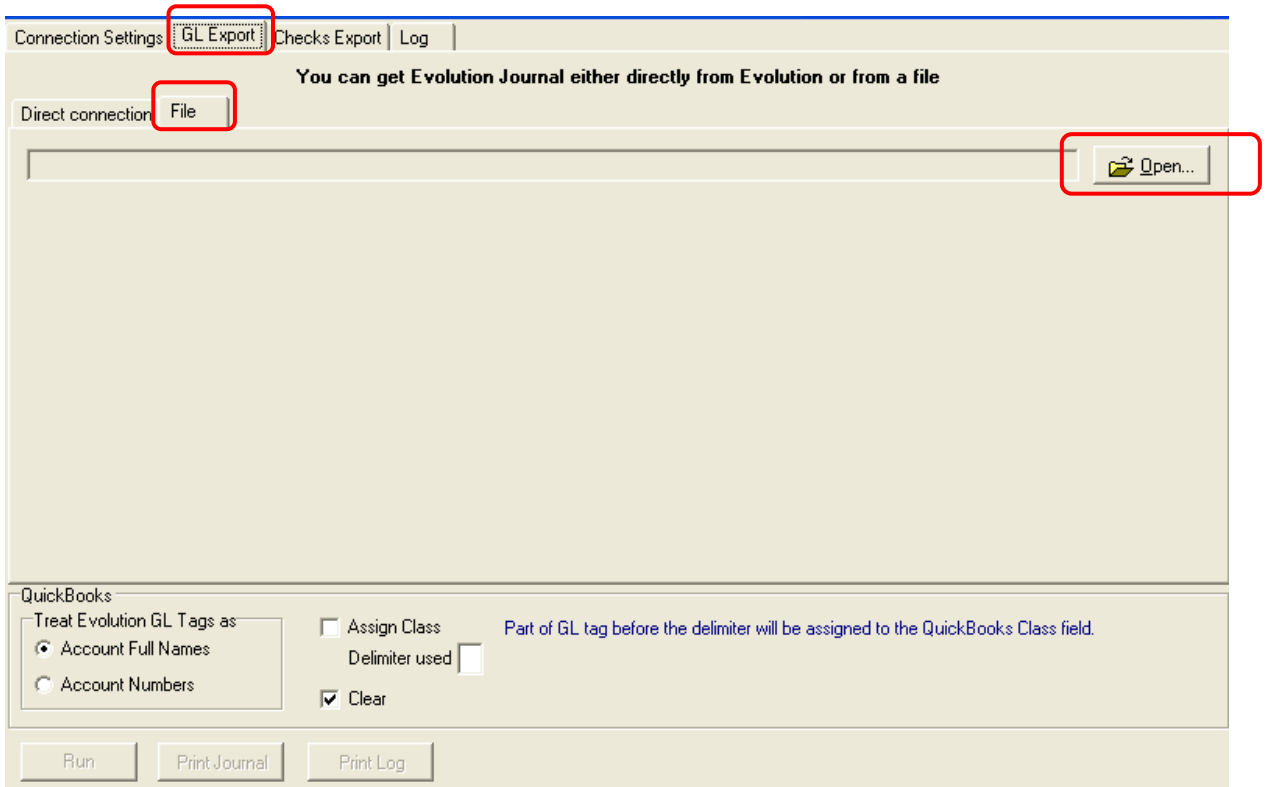 Connection Settings GL Export Checks Export Log
You can get Evolution Journal either directly from Evolution or from a file
Direct connection File
Open...
QuickBooks
Treat Evolution GL Tags as
Account Full Names
Account Numbers
Assign Class
Delimiter used
Clear
Part of GL tag before the delimiter will be assigned to the QuickBooks Class field.
Run Print Journal Print Log